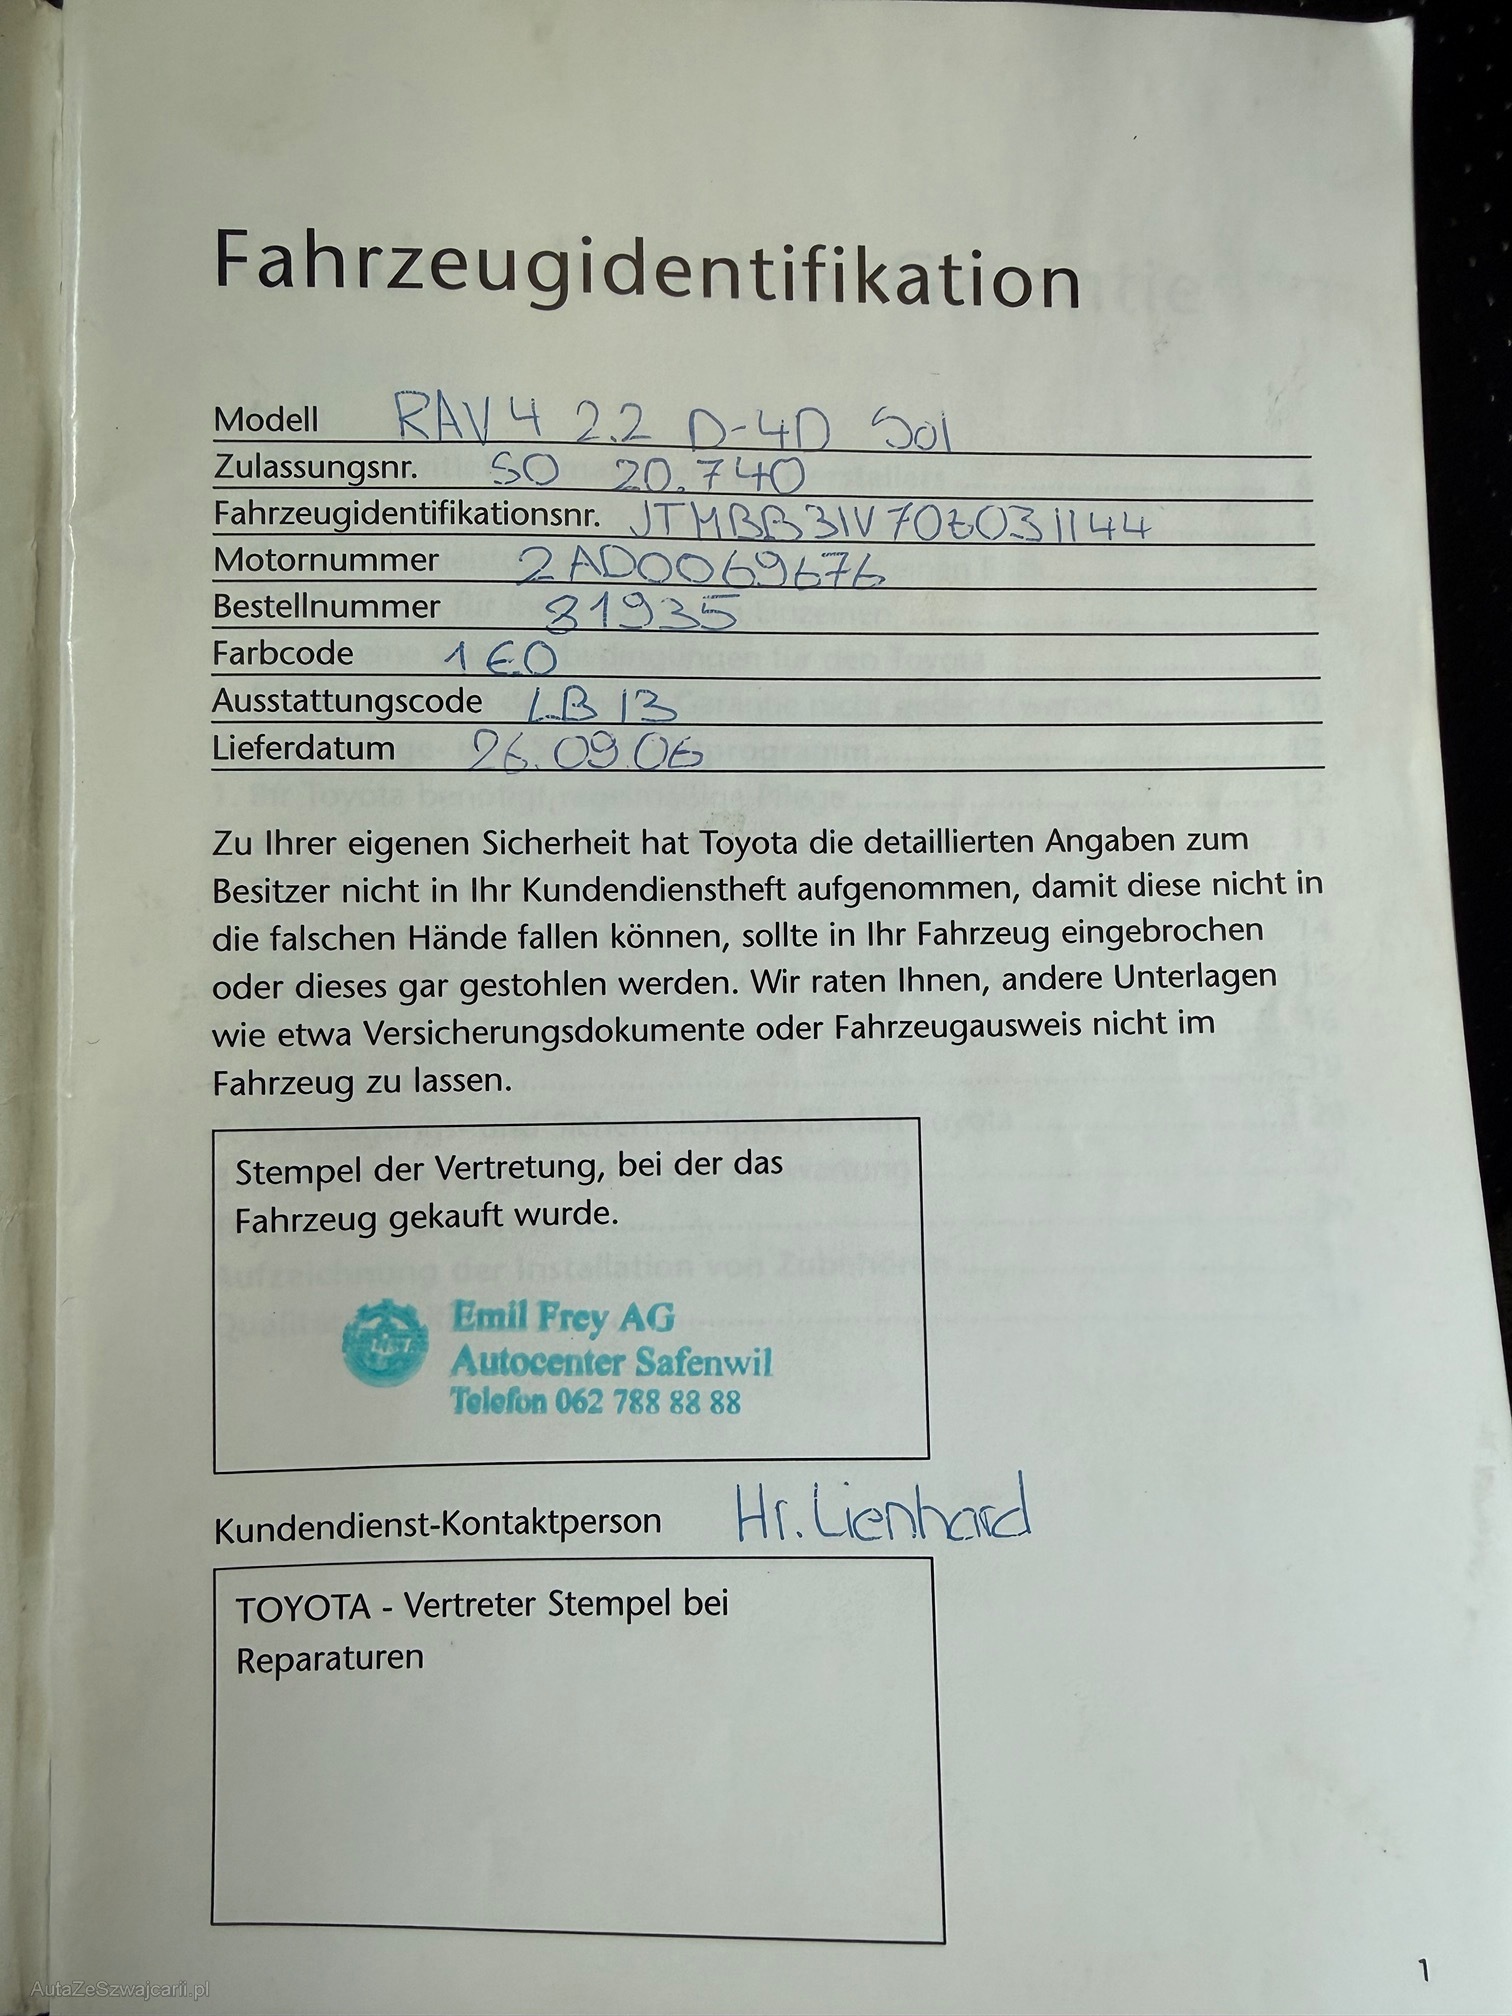 Fahrzeugidentifikation
Modell RAV4 2.2 D-4D Sol
Zulassungsnr. SO 20.740
Fahrzeugidentifikationsnr. JTMBB31V70Z031144
Motornummer 2AD0069676
Bestellnummer 31935
Farbcode 1E0
Ausstattungscode LB13
Lieferdatum 26.09.06
Zu Ihrer eigenen Sicherheit hat Toyota die detaillierten Angaben zum
Besitzer nicht in Ihr Kundendienstheft aufgenommen, damit diese nicht in
die falschen Hände fallen können, sollte in Ihr Fahrzeug eingebrochen
oder dieses gar gestohlen werden. Wir raten Ihnen, andere Unterlagen
wie etwa Versicherungsdokumente oder Fahrzeugausweis nicht im
Fahrzeug zu lassen.
Stempel der Vertretung, bei der das
Fahrzeug gekauft wurde.
Emil Frey AG
Autocenter Safenwil
Telefon 062 788 88 88
Kundendienst-Kontaktperson Hr. Lienhard
TOYOTA - Vertreter Stempel bei
Reparaturen
1
AutaZeSzwajcarii.pl